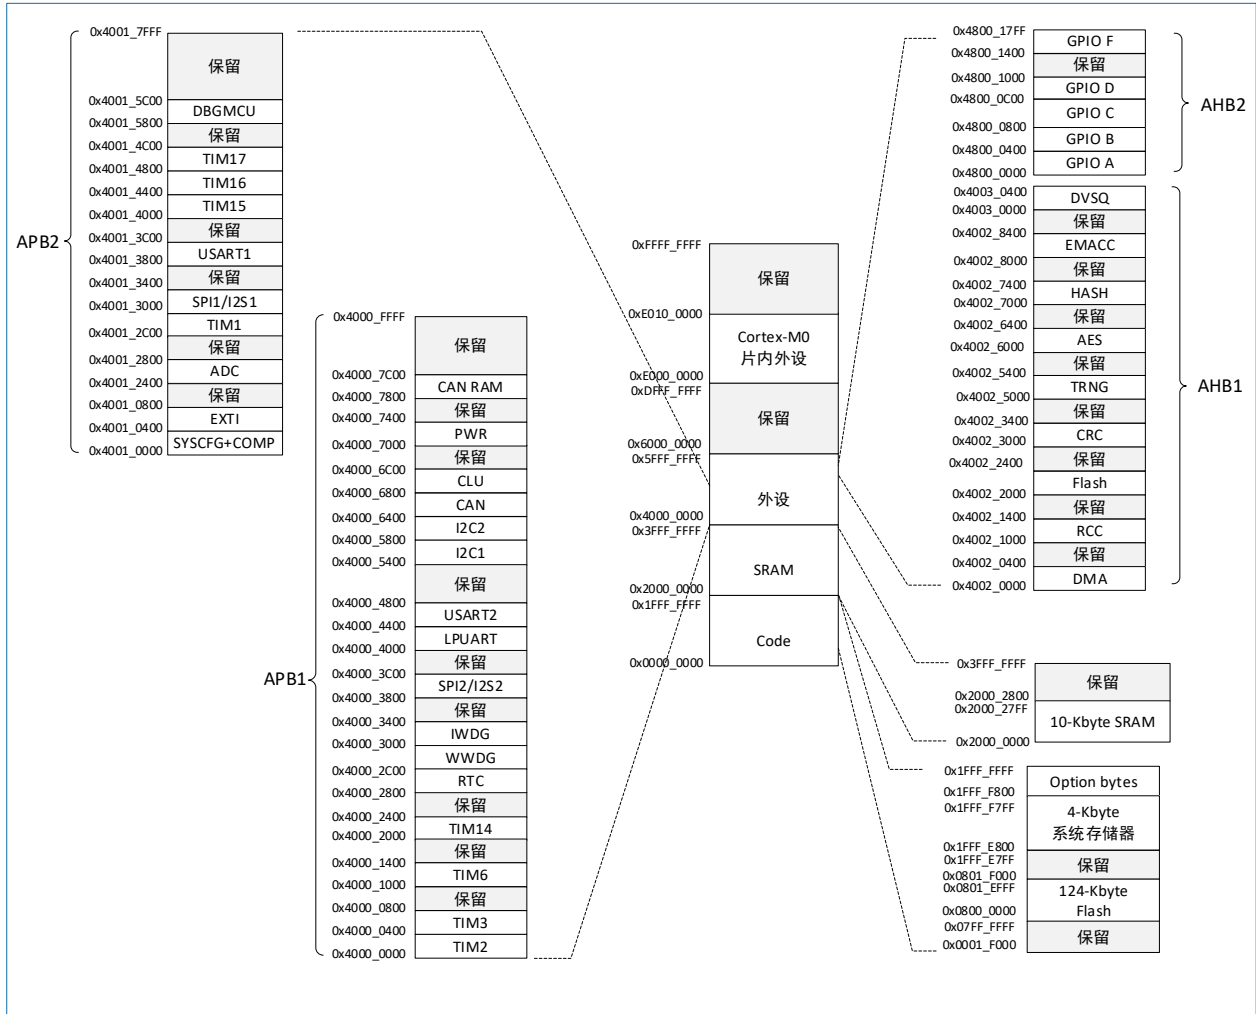 0x4001_7FFF
保留
0x4001_5C00
DBGMCU
0x4001_5800
保留
0x4001_4C00
TIM17
0x4001_4800
TIM16
0x4001_4400
TIM15
0x4001_4000
保留
0x4001_3C00
USART1
0x4001_3800
保留
0x4001_3400
SPI1/I2S1
0x4001_3000
TIM1
0x4001_2C00
保留
0x4001_2800
ADC
0x4001_2400
保留
0x4001_0800
EXTI
0x4001_0400
SYSCFG+COMP
0x4001_0000
APB2
0x4000_FFFF
保留
0x4000_7C00
CAN RAM
0x4000_7800
保留
0x4000_7400
PWR
0x4000_7000
保留
0x4000_6C00
CLU
0x4000_6800
CAN
0x4000_6400
I2C2
0x4000_5800
I2C1
0x4000_5400
保留
0x4000_4800
USART2
0x4000_4400
LPUART
0x4000_4000
保留
0x4000_3C00
SPI2/I2S2
0x4000_3800
保留
0x4000_3400
IWDG
0x4000_3000
WWDG
0x4000_2C00
RTC
0x4000_2800
保留
0x4000_2400
TIM14
0x4000_2000
保留
0x4000_1400
TIM6
0x4000_1000
保留
0x4000_0800
TIM3
0x4000_0400
TIM2
0x4000_0000
APB1
0xFFFF_FFFF
保留
0xE010_0000
Cortex-M0
片内外设
0xE000_0000
0xDFFF_FFFF
保留
0x6000_0000
0x5FFF_FFFF
外设
0x4000_0000
0x3FFF_FFFF
SRAM
0x2000_0000
0x1FFF_FFFF
Code
0x0000_0000
0x4800_17FF
GPIO F
0x4800_1400
保留
0x4800_1000
GPIO D
0x4800_0C00
GPIO C
0x4800_0800
GPIO B
0x4800_0400
GPIO A
0x4800_0000
AHB2
0x4003_0400
DVSQ
0x4003_0000
保留
0x4002_8400
EMACC
0x4002_8000
保留
0x4002_7400
HASH
0x4002_7000
保留
0x4002_6400
AES
0x4002_6000
保留
0x4002_5400
TRNG
0x4002_5000
保留
0x4002_3400
CRC
0x4002_3000
保留
0x4002_2400
Flash
0x4002_2000
保留
0x4002_1400
RCC
0x4002_1000
保留
0x4002_0400
DMA
0x4002_0000
AHB1
0x3FFF_FFFF
保留
0x2000_2800
0x2000_27FF
10-Kbyte SRAM
0x2000_0000
0x1FFF_FFFF
Option bytes
0x1FFF_F800
0x1FFF_F7FF
4-Kbyte
系统存储器
0x1FFF_E800
0x1FFF_E7FF
保留
0x0801_F000
0x0801_EFFF
124-Kbyte
Flash
0x0800_0000
0x07FF_FFFF
保留
0x0001_F000